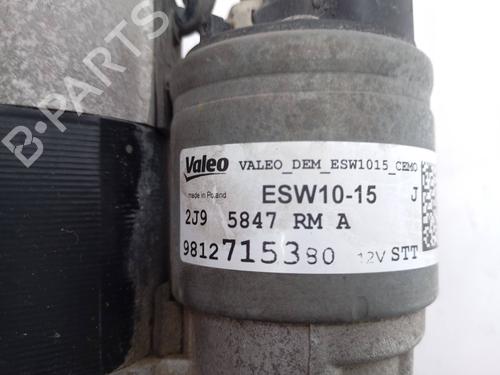 Valeo VALEO_DEM_ESW1015_CEMO
made in Poland ESW10-15 J
2J9 5847 RM A
9812715380 12V STT
B-PARTS